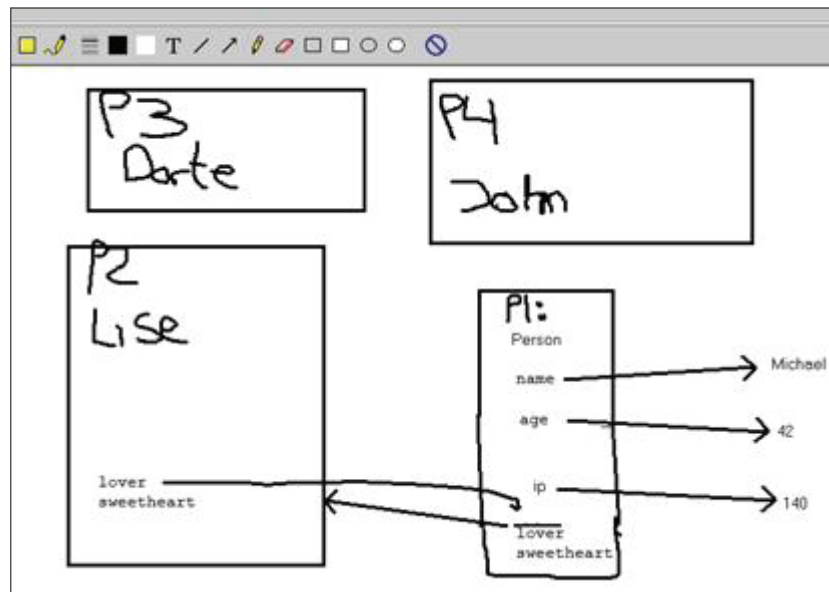 T
P3
Dorte
P4
John
P2
Lise
lover
sweetheart
P1:
Person
name
Michael
age
42
ip
140
lover
sweetheart